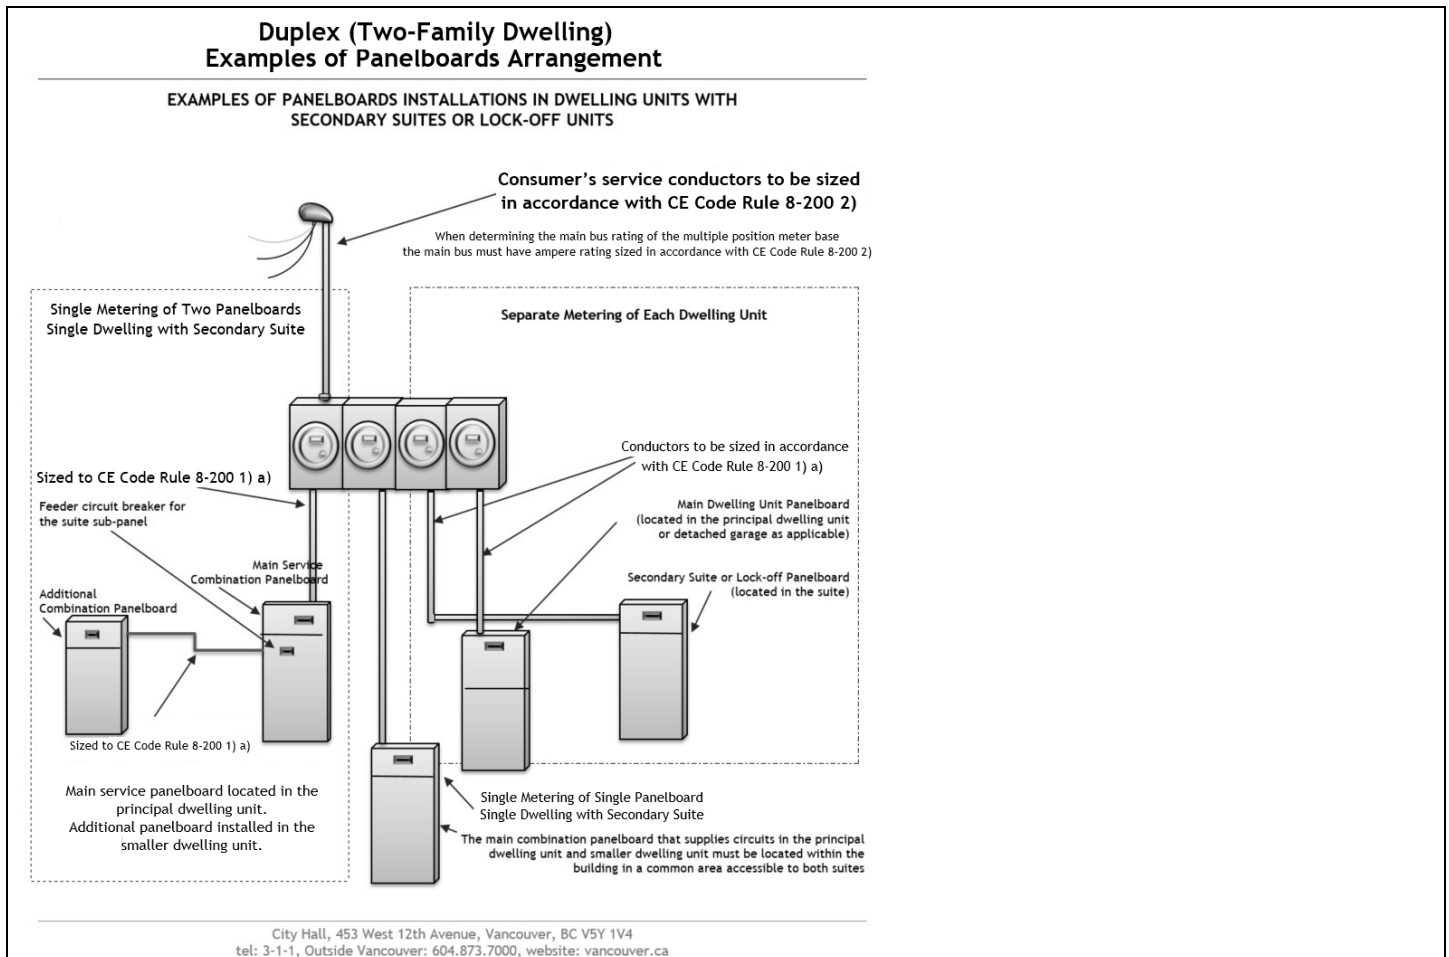 Duplex (Two-Family Dwelling)
Examples of Panelboards Arrangement
EXAMPLES OF PANELBOARDS INSTALLATIONS IN DWELLING UNITS WITH
SECONDARY SUITES OR LOCK-OFF UNITS
Consumer's service conductors to be sized
in accordance with CE Code Rule 8-200 2)
When determining the main bus rating of the multiple position meter base
the main bus must have ampere rating sized in accordance with CE Code Rule 8-200 2)
Single Metering of Two Panelboards
Single Dwelling with Secondary Suite
Separate Metering of Each Dwelling Unit
Conductors to be sized in accordance
with CE Code Rule 8-200 1) a)
Sized to CE Code Rule 8-200 1) a)
Feeder circuit breaker for
the suite sub-panel
Main Dwelling Unit Panelboard
(located in the principal dwelling unit
or detached garage as applicable)
Main Service
Combination Panelboard
Secondary Suite or Lock-off Panelboard
(located in the suite)
Additional
Combination Panelboard
Sized to CE Code Rule 8-200 1) a)
Main service panelboard located in the
principal dwelling unit.
Additional panelboard installed in the
smaller dwelling unit.
Single Metering of Single Panelboard
Single Dwelling with Secondary Suite
The main combination panelboard that supplies circuits in the principal
dwelling unit and smaller dwelling unit must be located within the
building in a common area accessible to both suites
City Hall, 453 West 12th Avenue, Vancouver, BC V5Y 1V4
tel: 3-1-1, Outside Vancouver: 604.873.7000, website: vancouver.ca